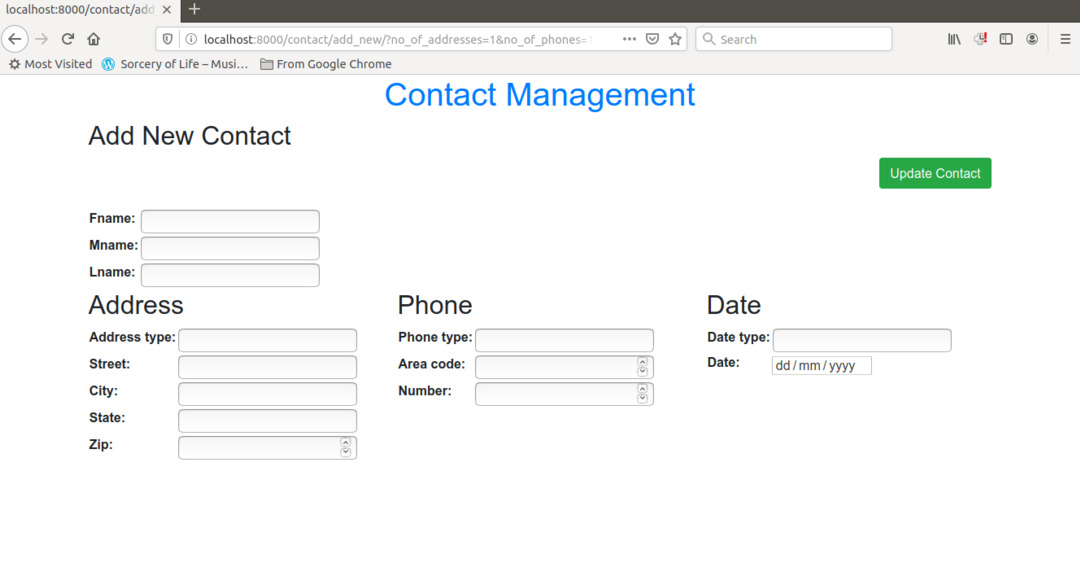 localhost:8000/contact/add
localhost:8000/contact/add_new/?no_of_addresses=1&no_of_phones=1
Search
Most Visited
Sorcery of Life – Musi…
From Google Chrome
Contact Management
Add New Contact
Update Contact
Fname:
Mname:
Lname:
Address
Phone
Date
Address type:
Phone type:
Date type:
Street:
Area code:
Date:
dd / mm / yyyy
City:
Number:
State:
Zip: